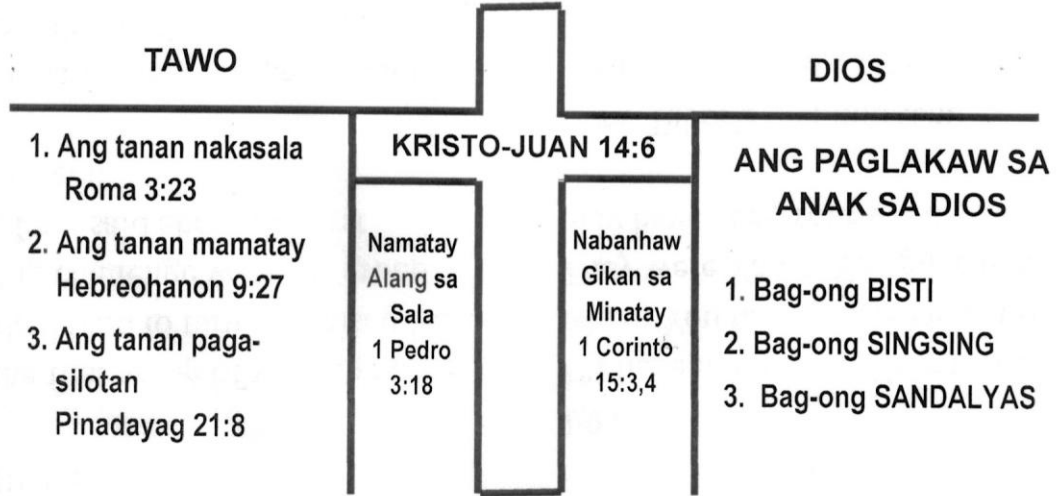 TAWO
1. Ang tanan nakasala
Roma 3:23
2. Ang tanan mamatay
Hebreohanon 9:27
3. Ang tanan paga-
silotan
Pinadayag 21:8
KRISTO-JUAN 14:6
Namatay
Alang sa
Sala
1 Pedro
3:18
Nabanhaw
Gikan sa
Minatay
1 Corinto
15:3,4
DIOS
ANG PAGLAKAW SA
ANAK SA DIOS
1. Bag-ong BISTI
2. Bag-ong SINGSING
3. Bag-ong SANDALYAS